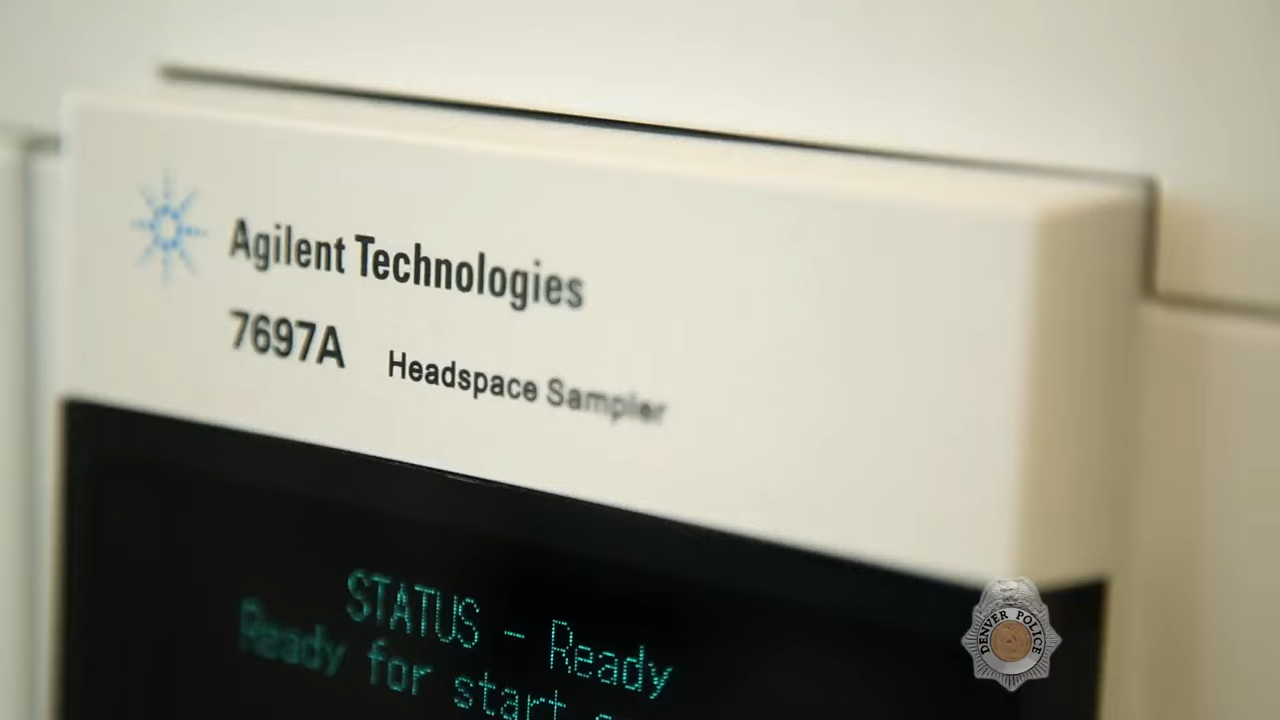 Agilent Technologies
7697A Headspace Sampler
STATUS - Ready
Ready for start
DENVER POLICE